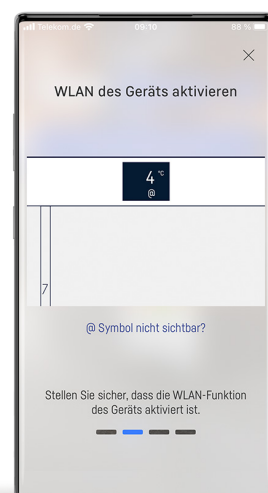 Telekom.de 09:10 88 %
WLAN des Geräts aktivieren
4 °C
@
7
@ Symbol nicht sichtbar?
Stellen Sie sicher, dass die WLAN-Funktion
des Geräts aktiviert ist.